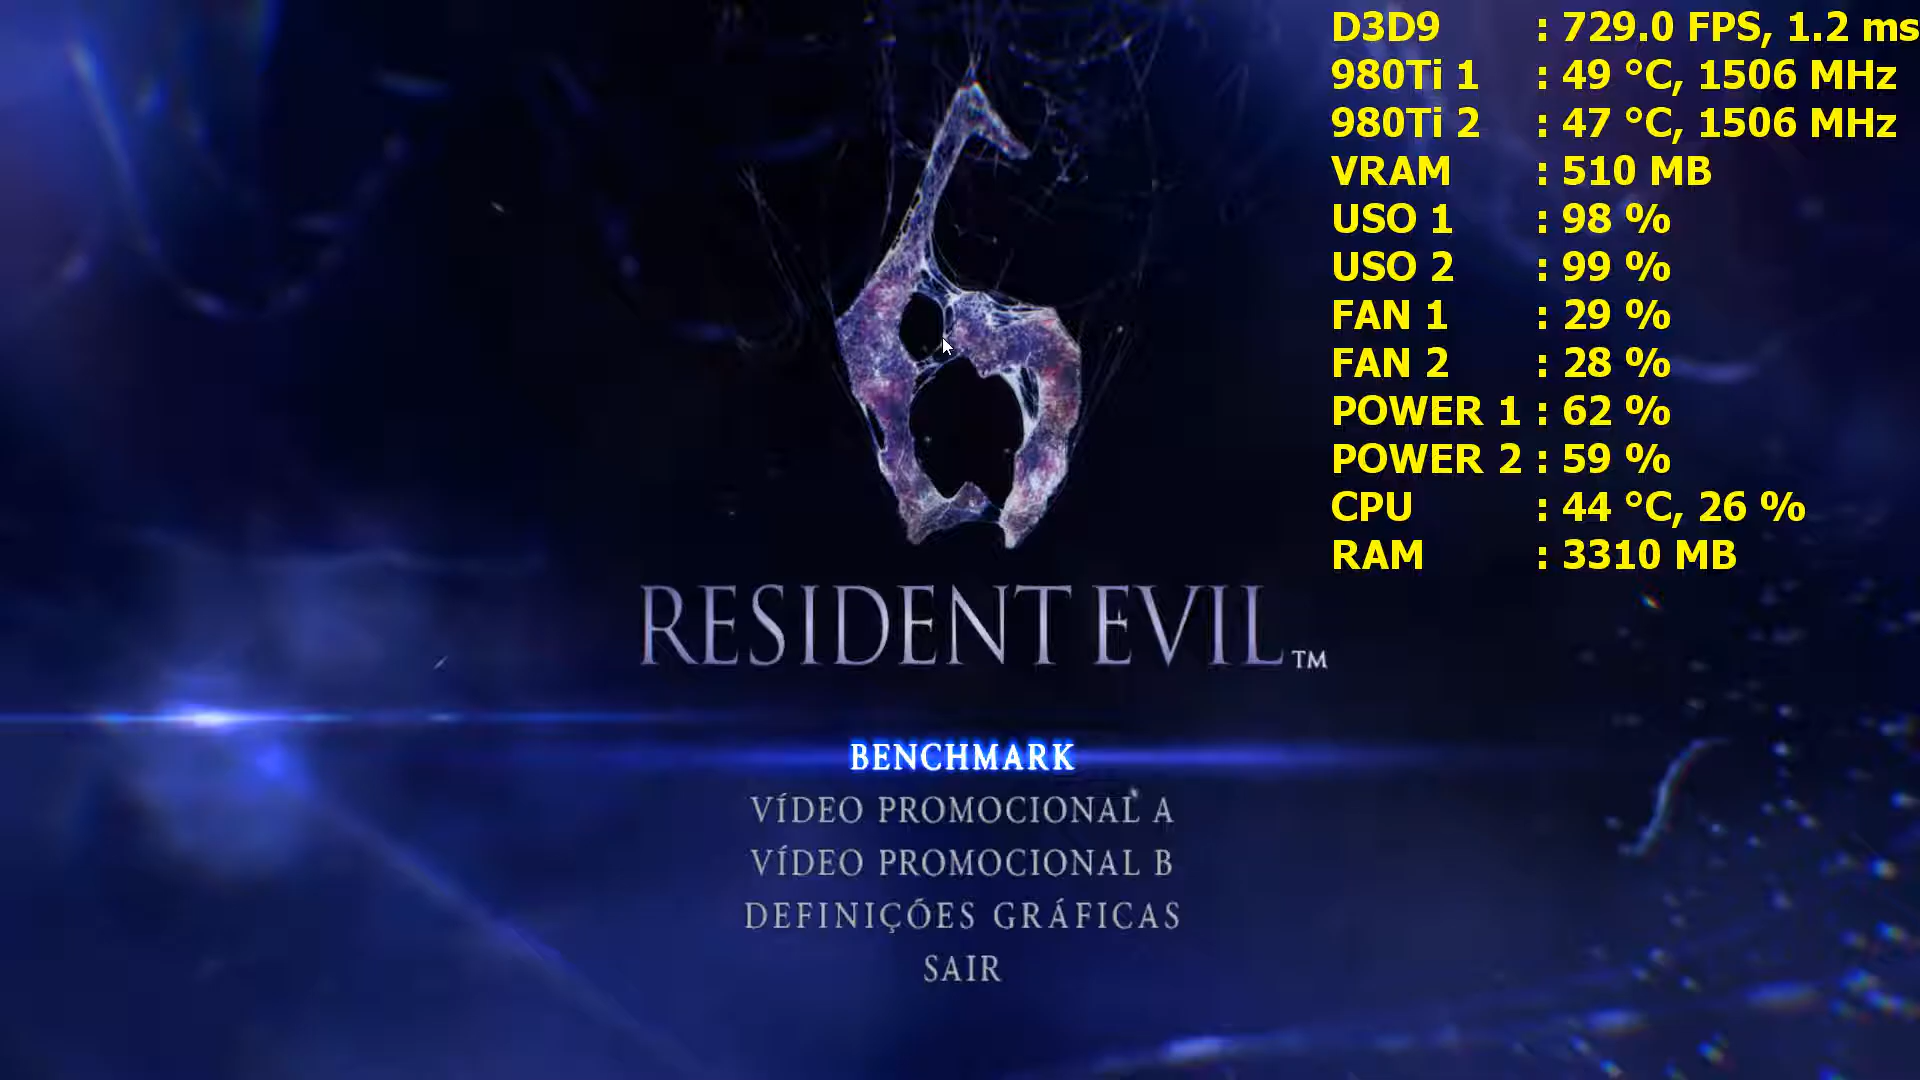 D3D9 : 729.0 FPS, 1.2 ms
980Ti 1 : 49 °C, 1506 MHz
980Ti 2 : 47 °C, 1506 MHz
VRAM : 510 MB
USO 1 : 98 %
USO 2 : 99 %
FAN 1 : 29 %
FAN 2 : 28 %
POWER 1 : 62 %
POWER 2 : 59 %
CPU : 44 °C, 26 %
RAM : 3310 MB
6
RESIDENT EVIL™
BENCHMARK
VÍDEO PROMOCIONAL A
VÍDEO PROMOCIONAL B
DEFINIÇÕES GRÁFICAS
SAIR